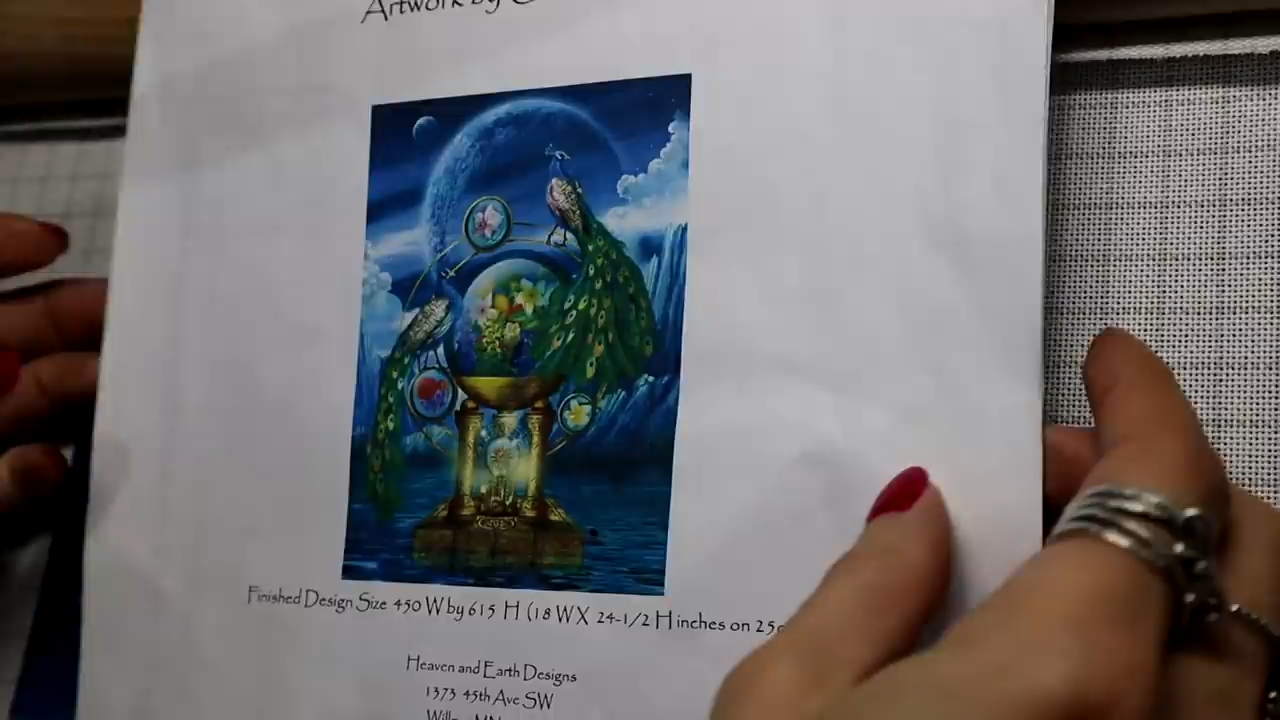 Artwork by
Finished Design Size 450 W by 615 H (18 W X 24-1/2 H inches on 25c
Heaven and Earth Designs
1373 45th Ave SW